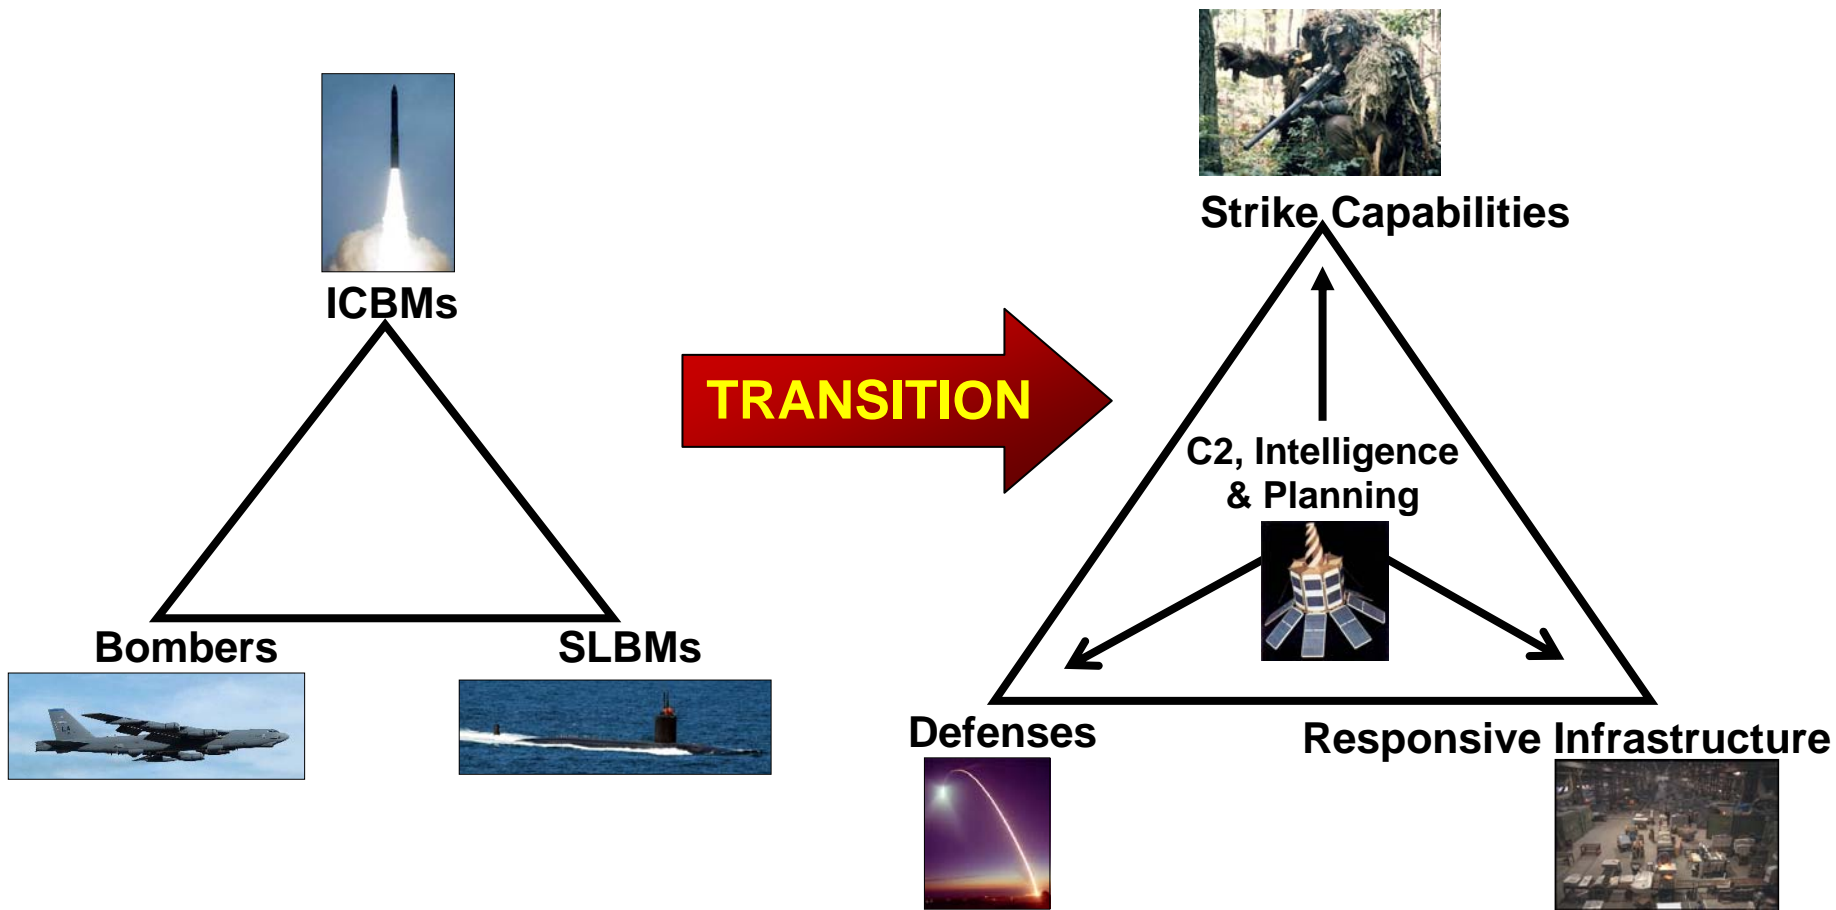 Strike Capabilities
ICBMs
TRANSITION
C2, Intelligence
& Planning
Bombers
SLBMs
Defenses
Responsive Infrastructure